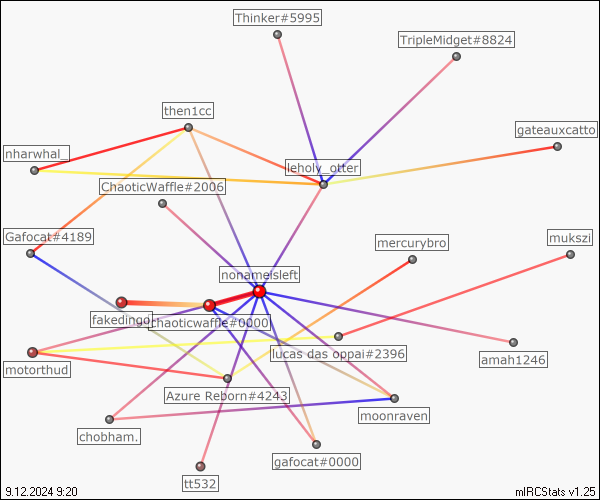 Thinker#5995
TripleMidget#8824
then1cc
gateauxcatto
nharwhal_
leholy_otter
ChaoticWaffle#2006
Gafocat#4189
mercurybro
mukszi
nonameisleft
fakedingo
chaoticwaffle#0000
lucas das oppai#2396
amah1246
motorthud
Azure Reborn#4243
moonraven
chobham.
gafocat#0000
tt532
9.12.2024 9:20
mIRCStats v1.25